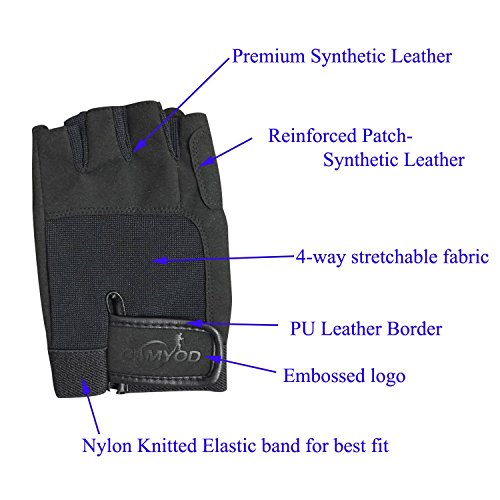 Premium Synthetic Leather
Reinforced Patch-
Synthetic Leather
4-way stretchable fabric
PU Leather Border
CAMYOD
Embossed logo
Nylon Knitted Elastic band for best fit